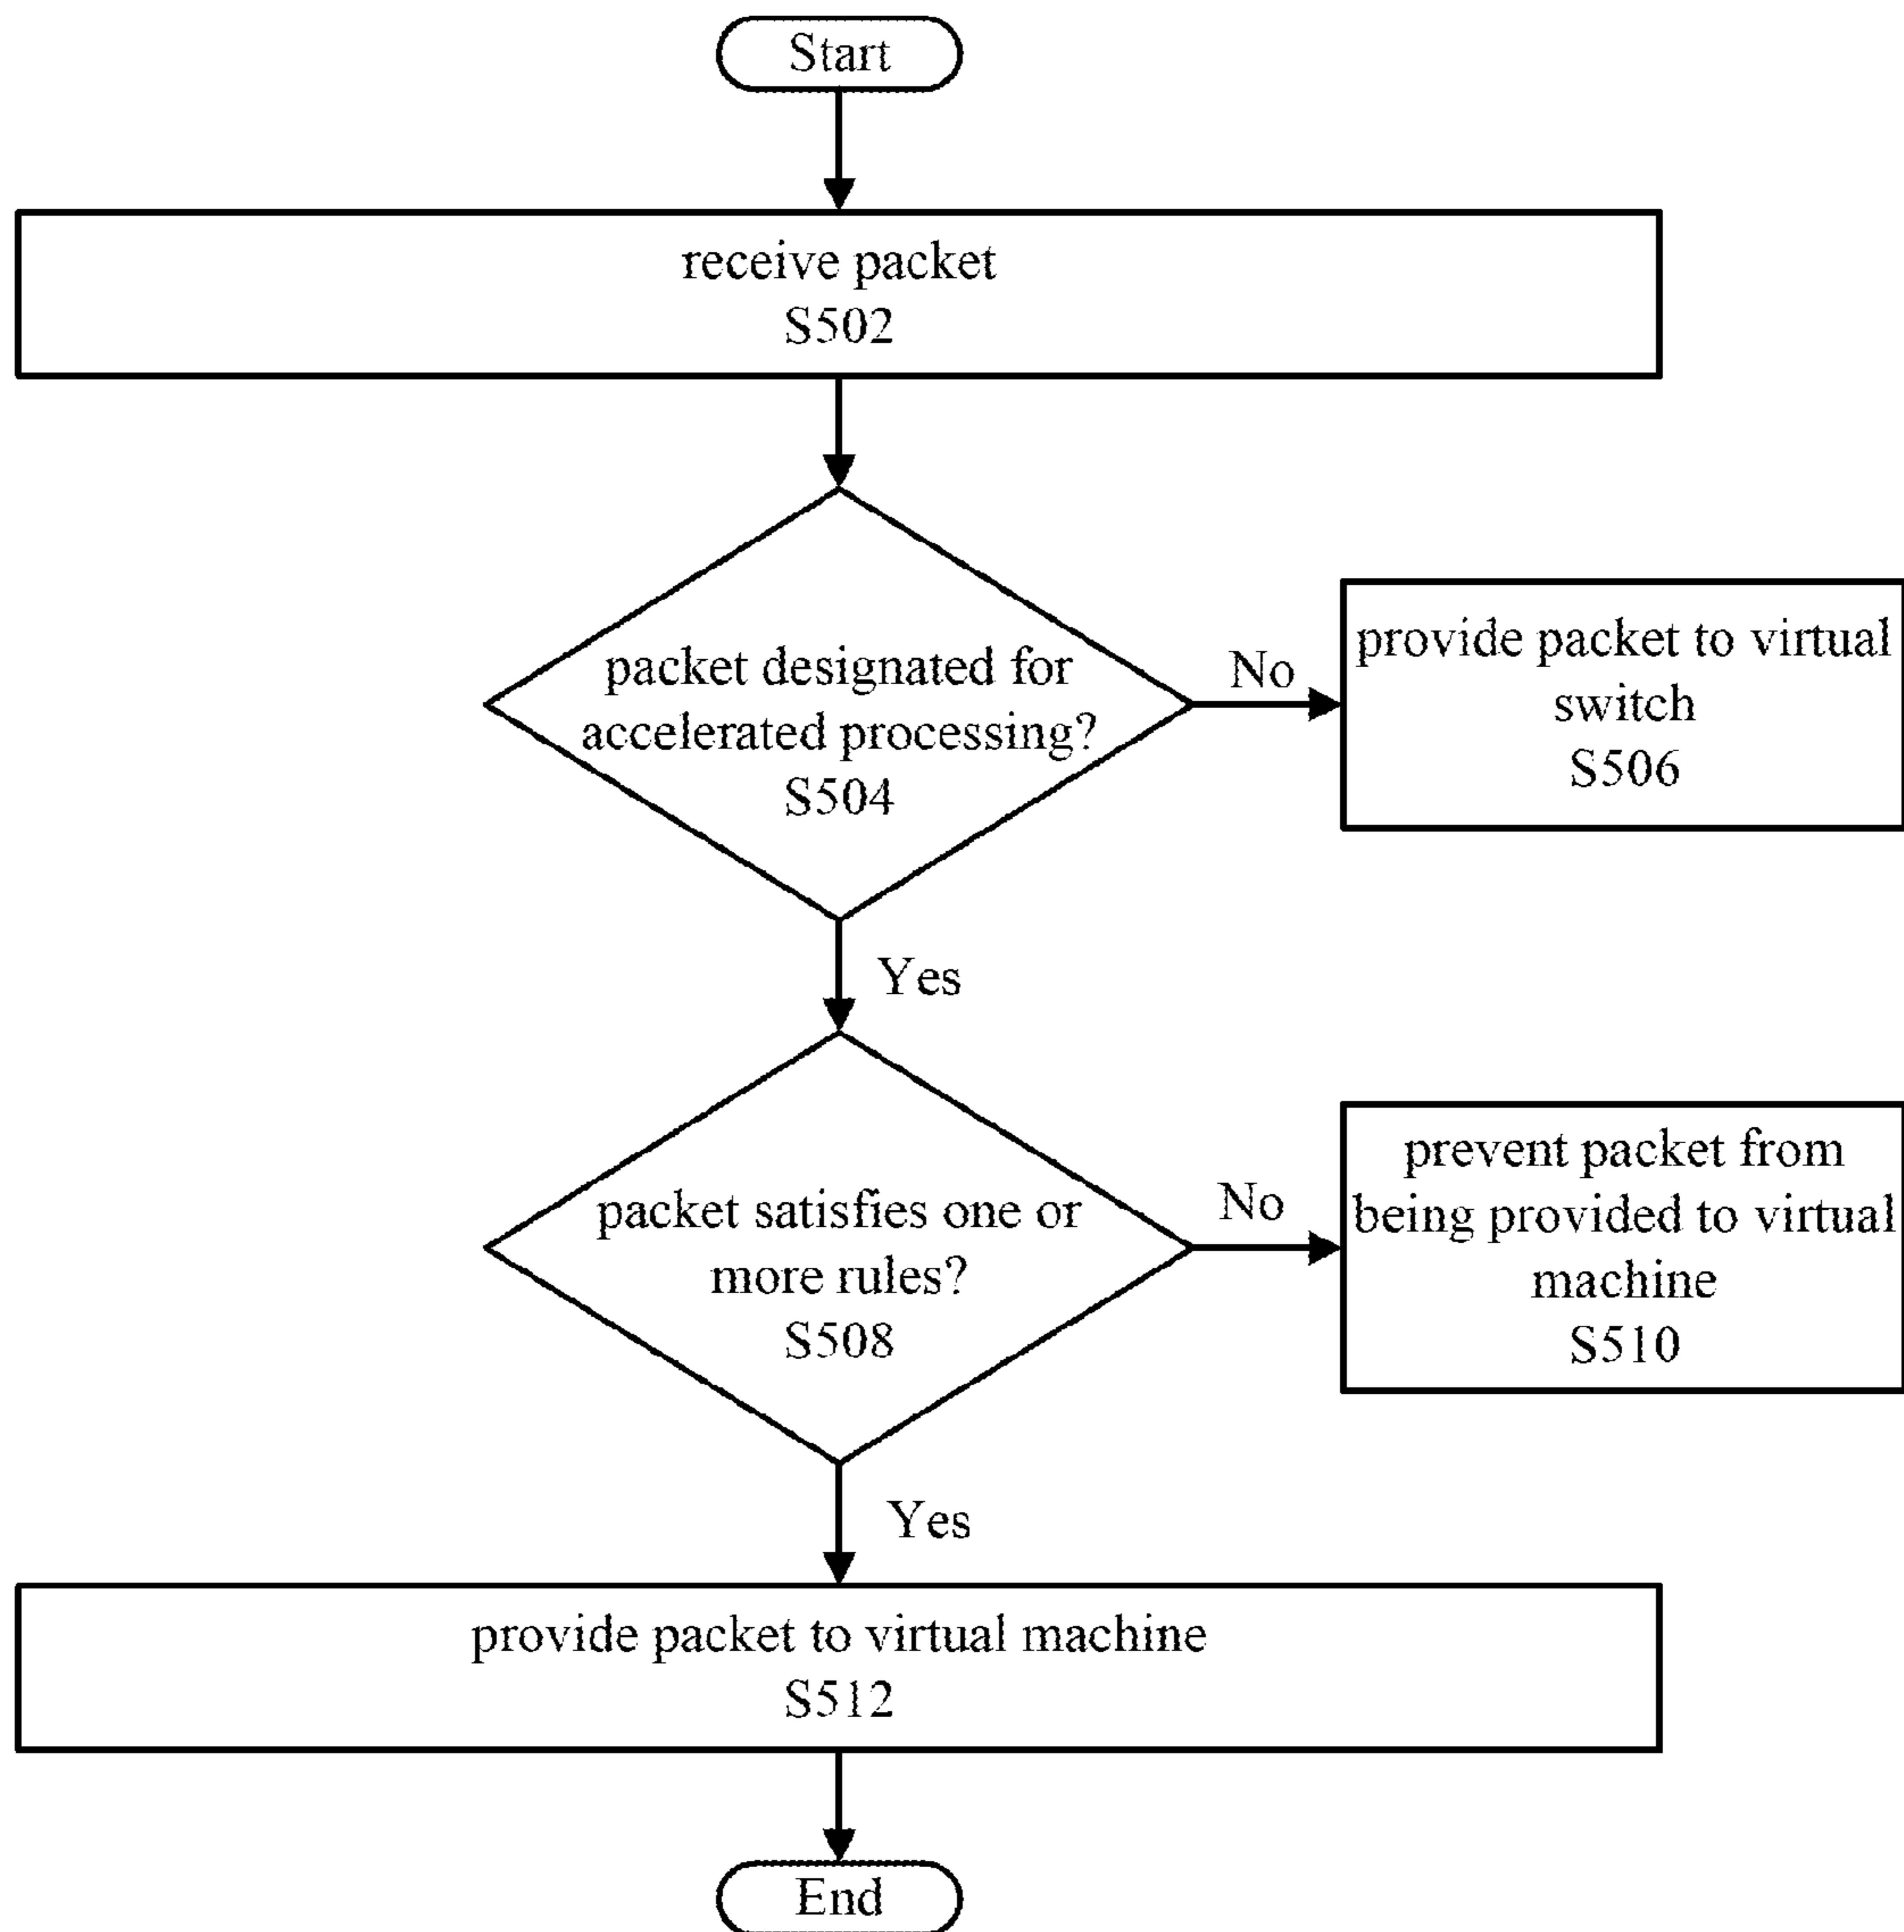 Start
receive packet
S502
packet designated for
accelerated processing?
S504
No
provide packet to virtual
switch
S506
Yes
packet satisfies one or
more rules?
S508
No
prevent packet from
being provided to virtual
machine
S510
Yes
provide packet to virtual machine
S512
End